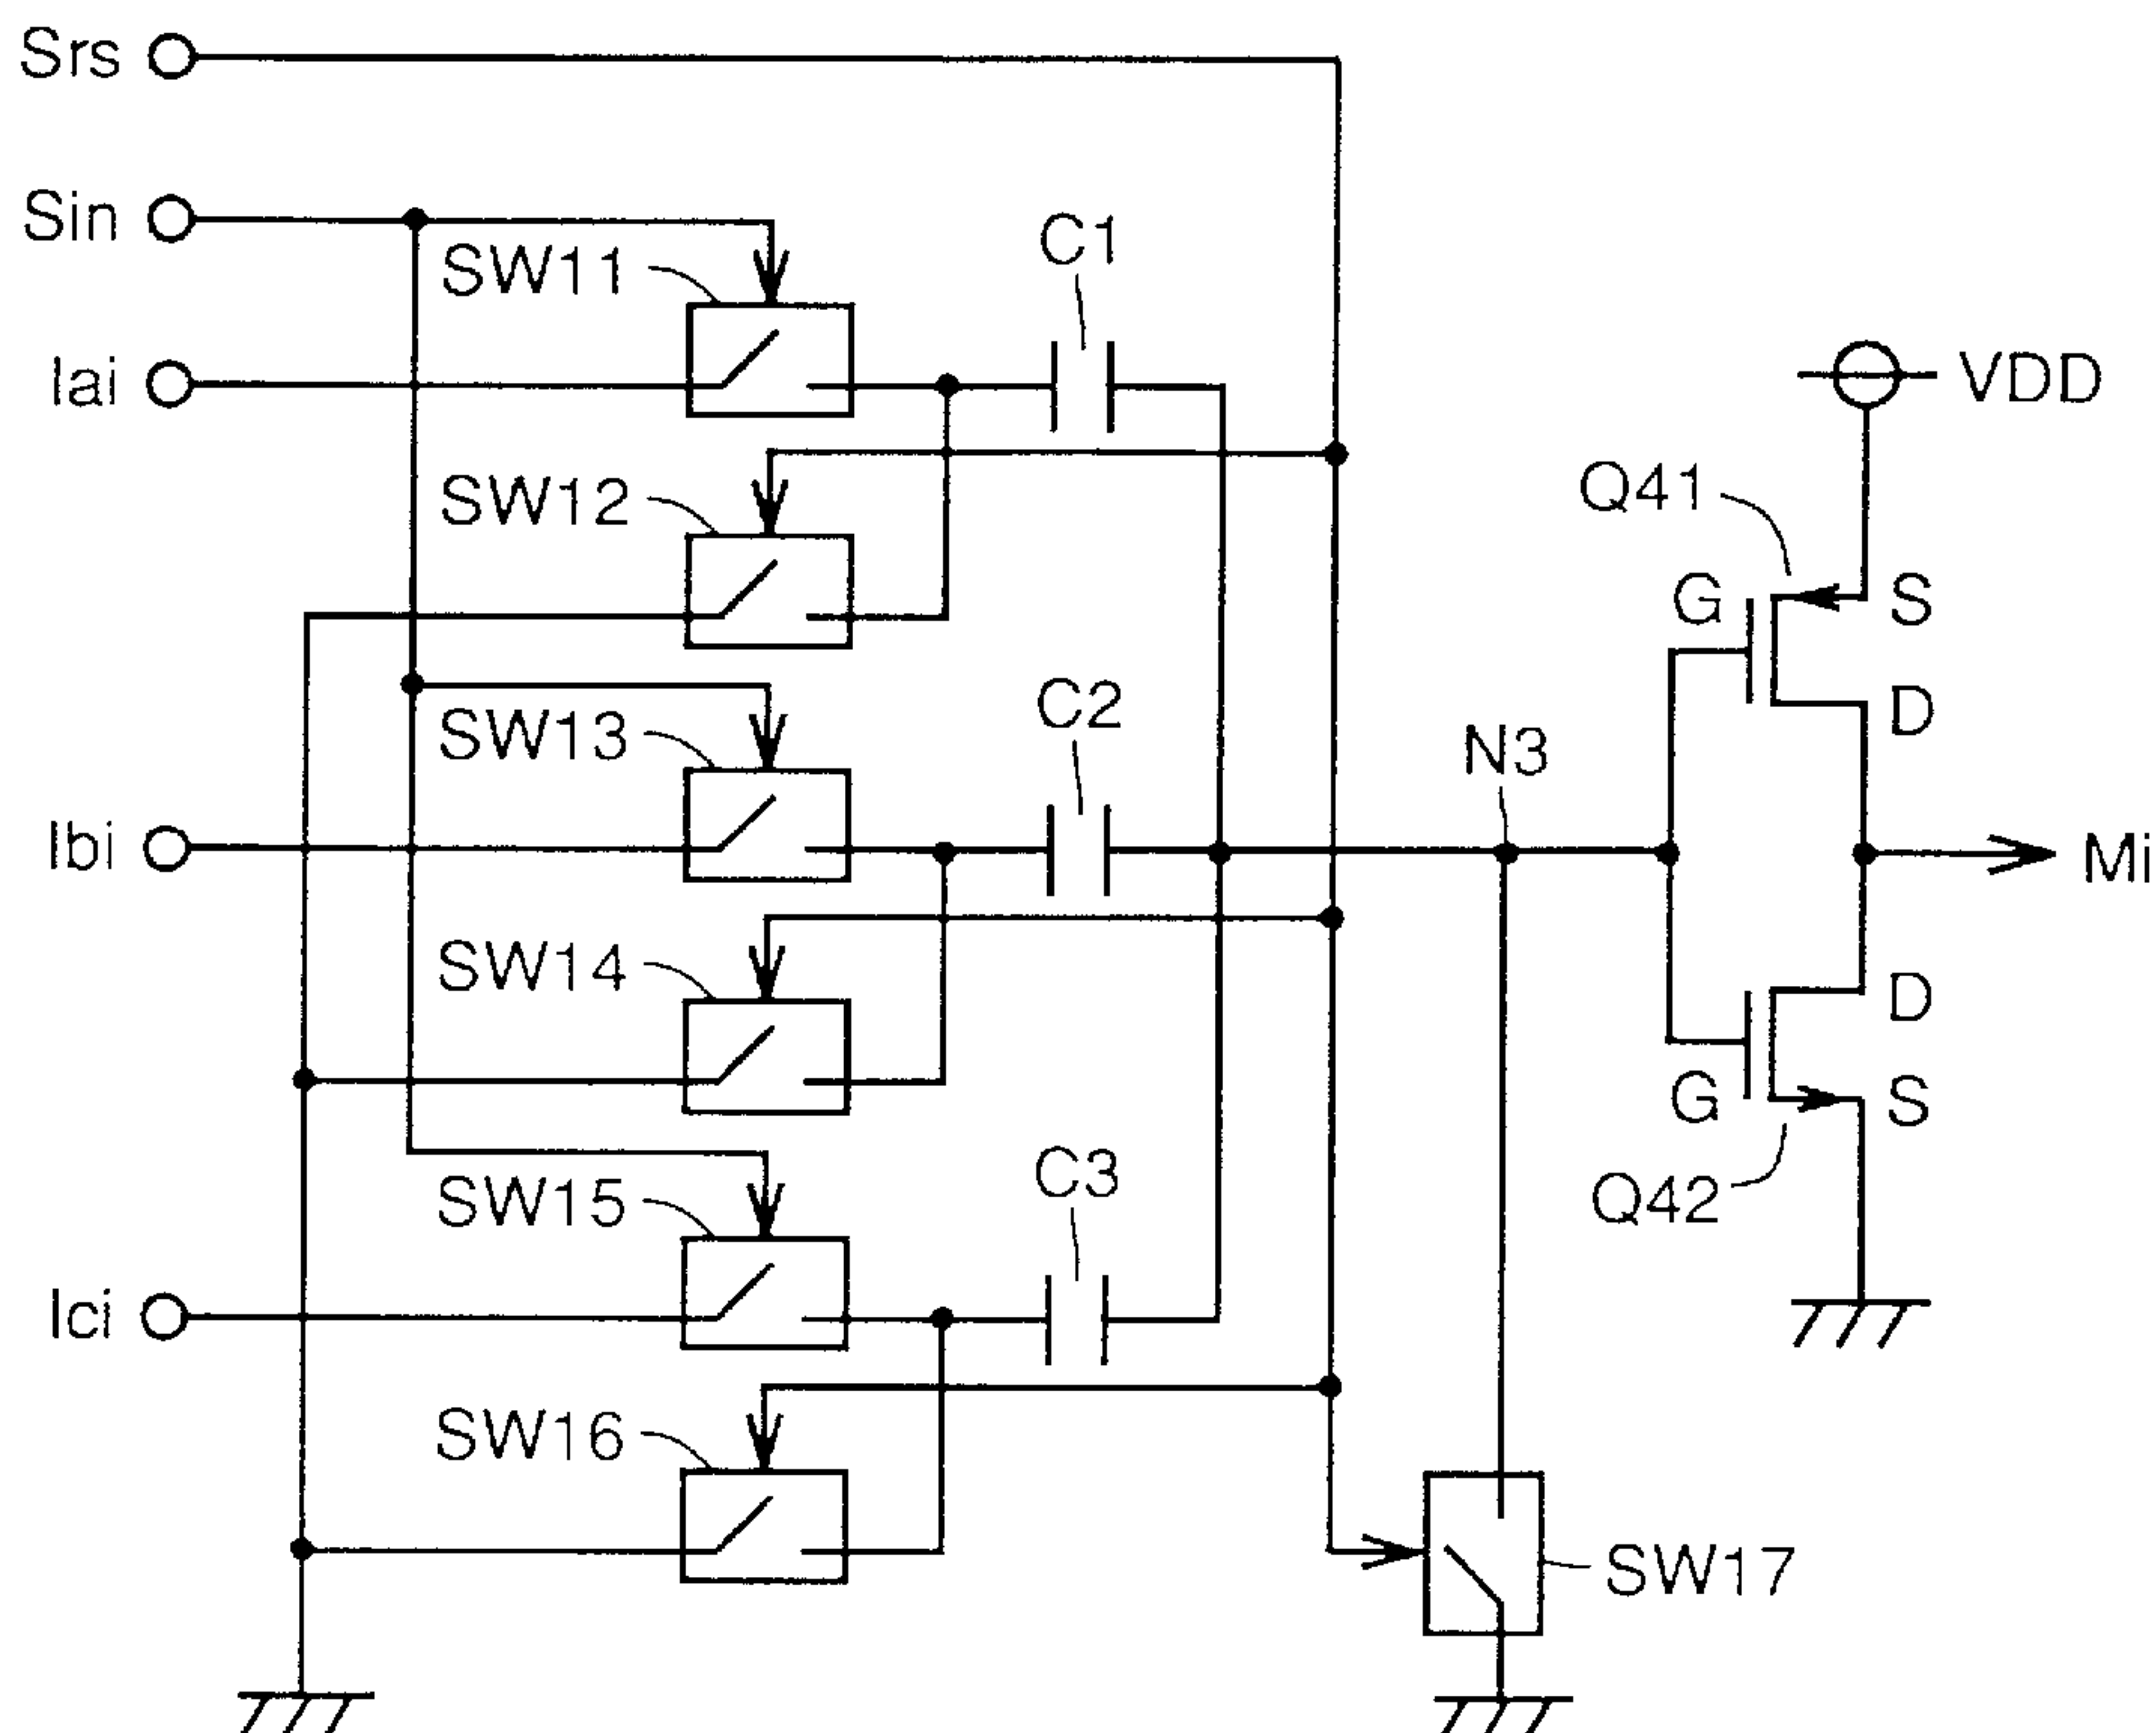 Srs
Sin
SW11
C1
Iai
VDD
SW12
Q41
G
S
SW13
C2
D
N3
Ibi
Mi
SW14
D
G
S
SW15
C3
Q42
Ici
SW16
SW17